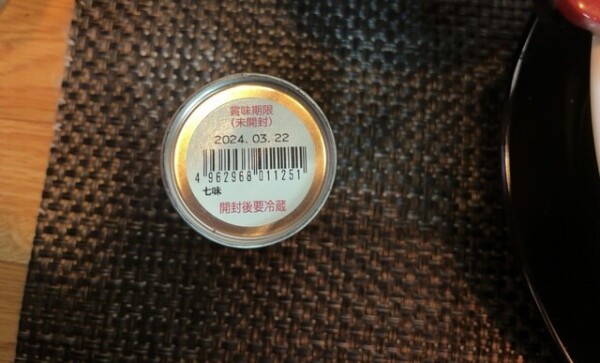 賞味期限
(未開封)
2024.03.22
4 962968 011251
七味
開封後要冷蔵